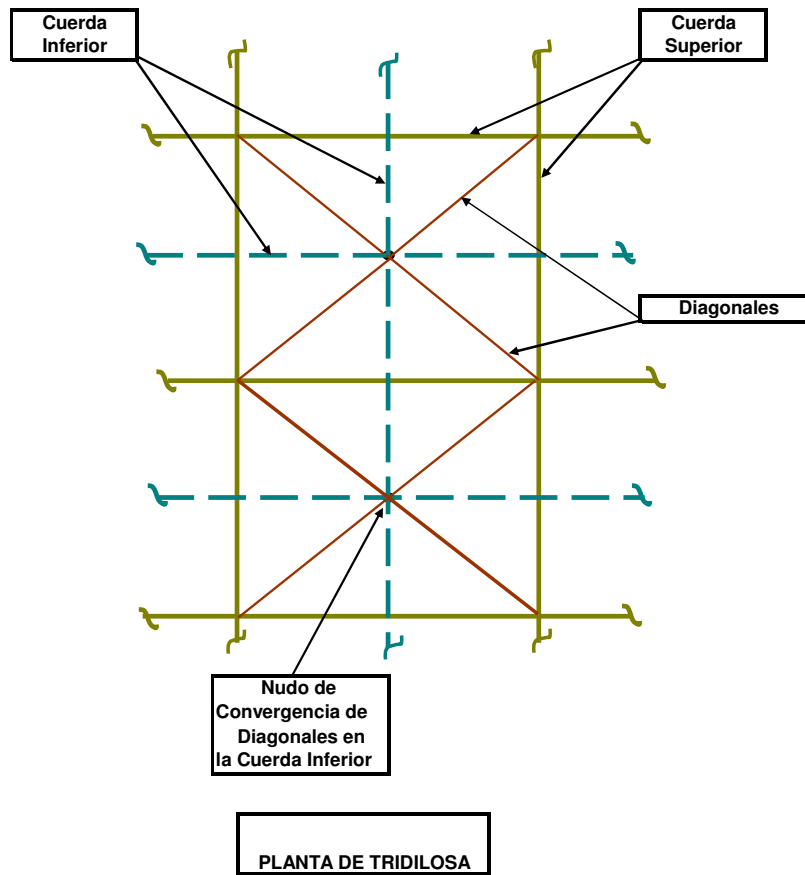 Cuerda
Inferior
Cuerda
Superior
Diagonales
Nudo de
Convergencia de
Diagonales en
la Cuerda Inferior
PLANTA DE TRIDILOSA